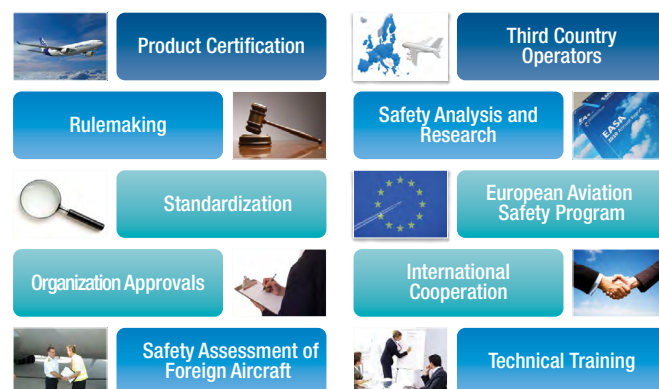 Product Certification
Third Country
Operators
Rulemaking
Safety Analysis and
Research
EASA
Standardization
European Aviation
Safety Program
Organization Approvals
International
Cooperation
Safety Assessment of
Foreign Aircraft
Technical Training